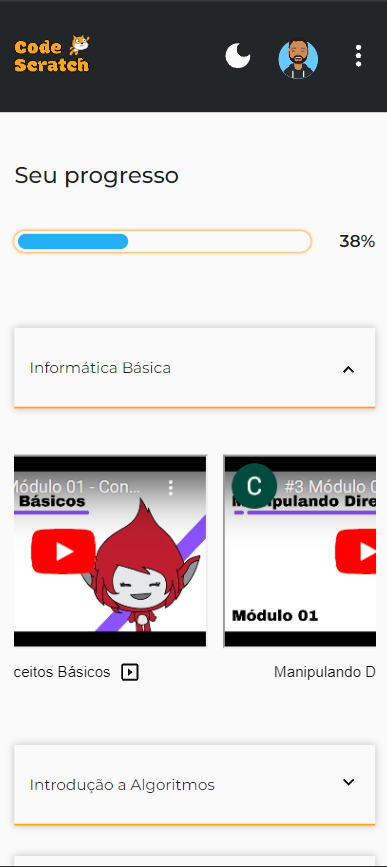 Code
Scratch
Seu progresso
38%
Informática Básica
Módulo 01 - Con...
Básicos
C
#3 Módulo 0
Manipulando Dire
Módulo 01
ceitos Básicos
Manipulando D
Introdução a Algoritmos